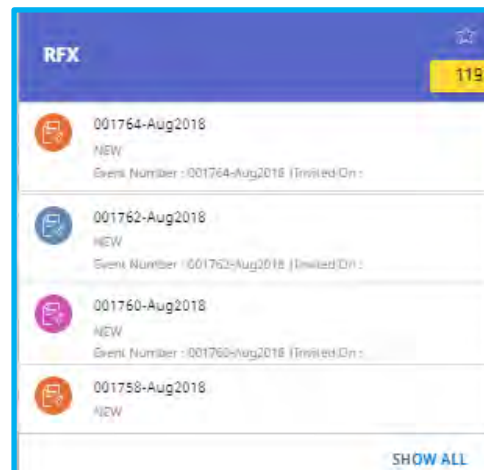 RFX
119
001764-Aug2018
NEW
Event Number : 001764-Aug2018 | Invited On :
001762-Aug2018
NEW
Event Number : 001762-Aug2018 | Invited On :
001760-Aug2018
NEW
Event Number : 001760-Aug2018 | Invited On :
001758-Aug2018
NEW
SHOW ALL